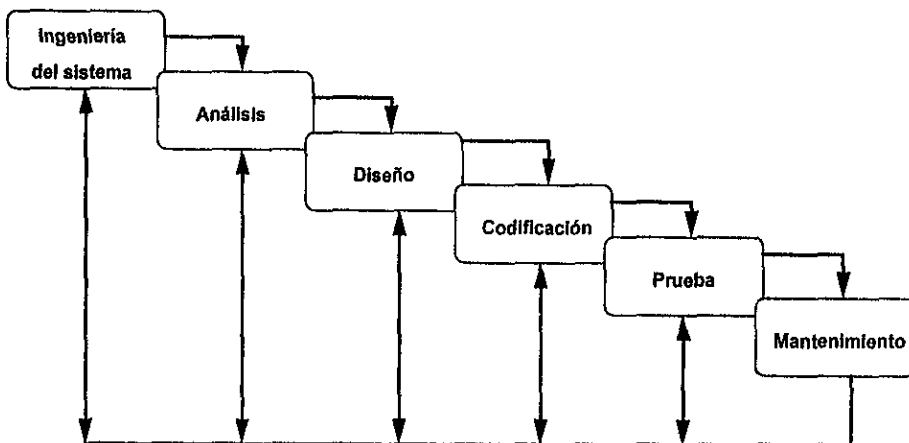 Ingeniería
del sistema
Análisis
Diseño
Codificación
Prueba
Mantenimiento